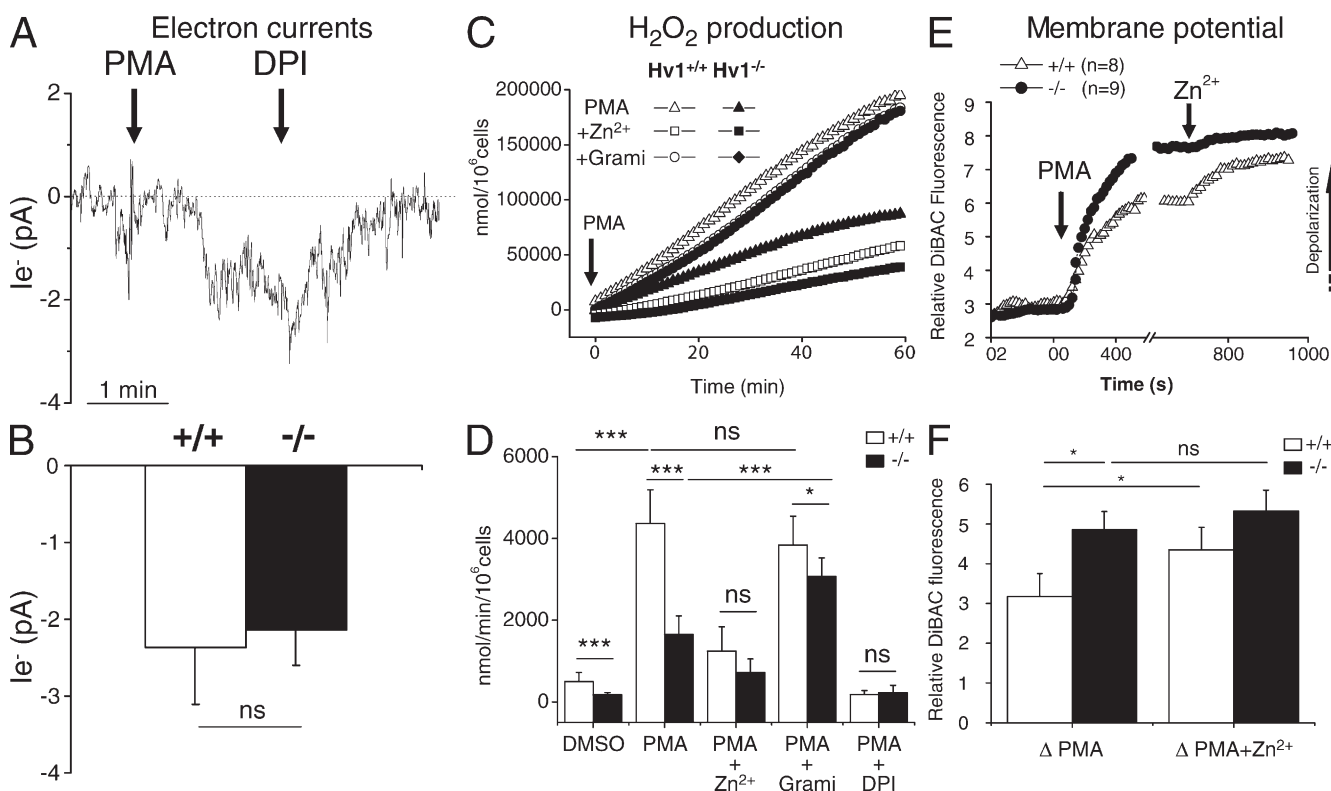 A
Electron currents
PMA
DPI
2
0
-2
-4
Ie⁻ (pA)
1 min
B
+/+
-/-
0
-1
-2
-3
-4
Ie⁻ (pA)
ns
C
H₂O₂ production
Hv1⁺/⁺ Hv1⁻/⁻
PMA
+Zn²⁺
+Grami
PMA
200000
150000
100000
50000
0
nmol/10⁶cells
0
20
40
60
Time (min)
D
+/+
-/-
***
ns
***
***
*
***
ns
ns
6000
4000
2000
0
nmol/min/10⁶cells
DMSO
PMA
PMA
+
Zn²⁺
PMA
+
Grami
PMA
+
DPI
E
Membrane potential
+/+ (n=8)
-/- (n=9)
Zn²⁺
PMA
9
8
7
6
5
4
3
2
Relative DiBAC Fluorescence
Depolarization
02
00
400
800
1000
Time (s)
F
+/+
-/-
*
ns
*
6
5
4
3
2
1
0
Relative DiBAC fluorescence
Δ PMA
Δ PMA+Zn²⁺